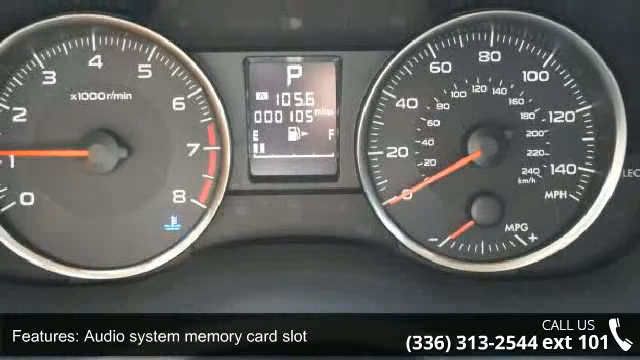 x1000r/min
0
1
2
3
4
5
6
7
8
P
A 105.6
000105 miles
E F
0
20
40
60
80
100
120
140
MPH
20
40
60
80
100
120
140
160
180
200
220
240
km/h
MPG
- +
Features: Audio system memory card slot
CALL US
(336) 313-2544 ext 101